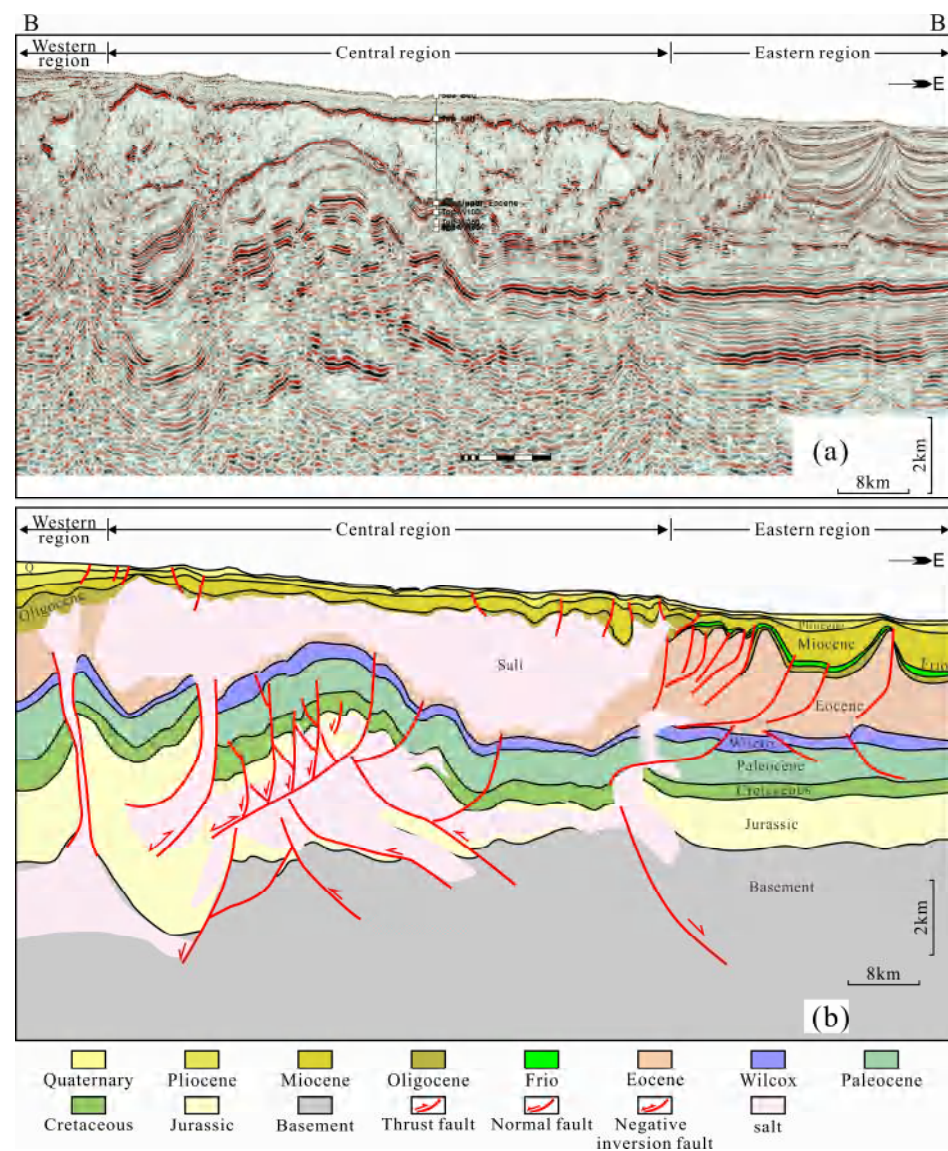 B B
Western region
Central region
Eastern region
E
Eocene
(a)
2km
8km
Western region
Central region
Eastern region
E
Q
Oligocene
Salt
Pliocene
Miocene
Frio
Eocene
Wilcox
Paleocene
Cretaceous
Jurassic
Basement
2km
8km
(b)
Quaternary Pliocene Miocene Oligocene Frio Eocene Wilcox Paleocene
Cretaceous Jurassic Basement Thrust fault Normal fault Negative inversion fault salt